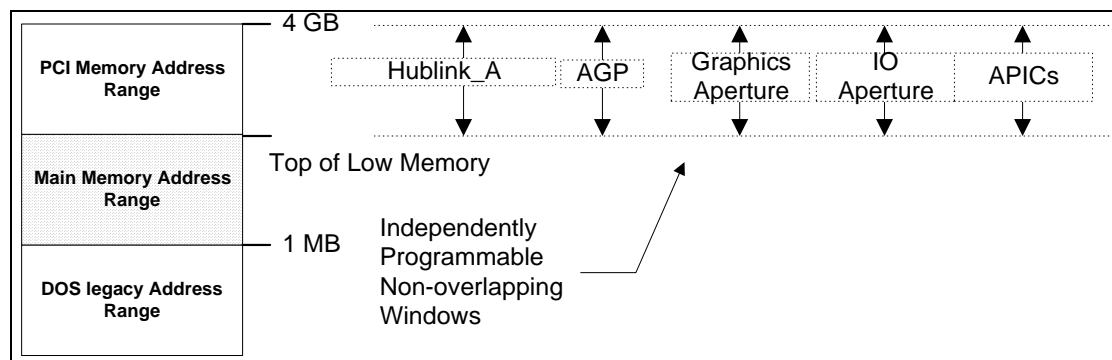 4 GB
PCI Memory Address
Range
Hublink_A
AGP
Graphics
Aperture
IO
Aperture
APICs
Top of Low Memory
Main Memory Address
Range
1 MB
Independently
Programmable
Non-overlapping
Windows
DOS legacy Address
Range